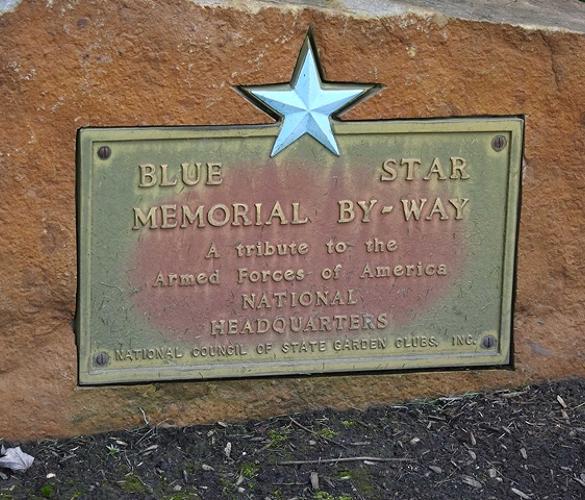 BLUE STAR
MEMORIAL BY-WAY
A tribute to the
Armed Forces of America
NATIONAL
HEADQUARTERS
NATIONAL COUNCIL OF STATE GARDEN CLUBS, INC.